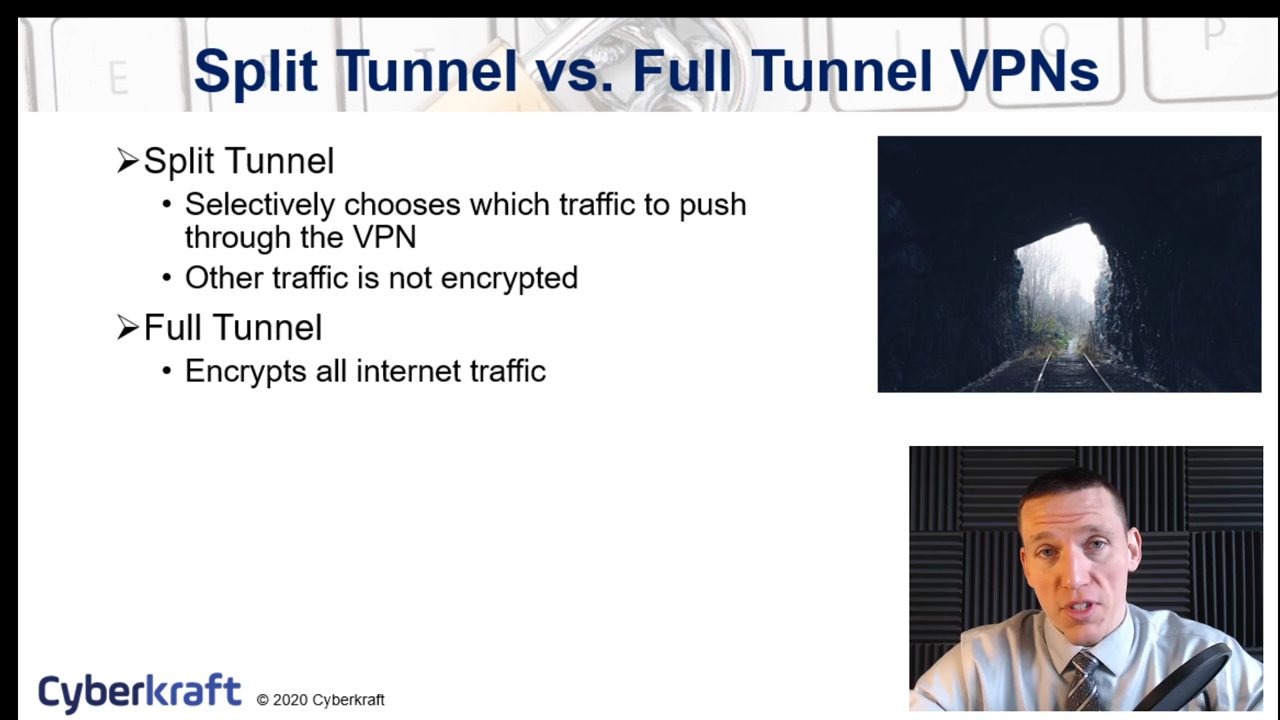 Split Tunnel vs. Full Tunnel VPNs
➢Split Tunnel
• Selectively chooses which traffic to push
through the VPN
• Other traffic is not encrypted
➢Full Tunnel
• Encrypts all internet traffic
Cyberkraft © 2020 Cyberkraft